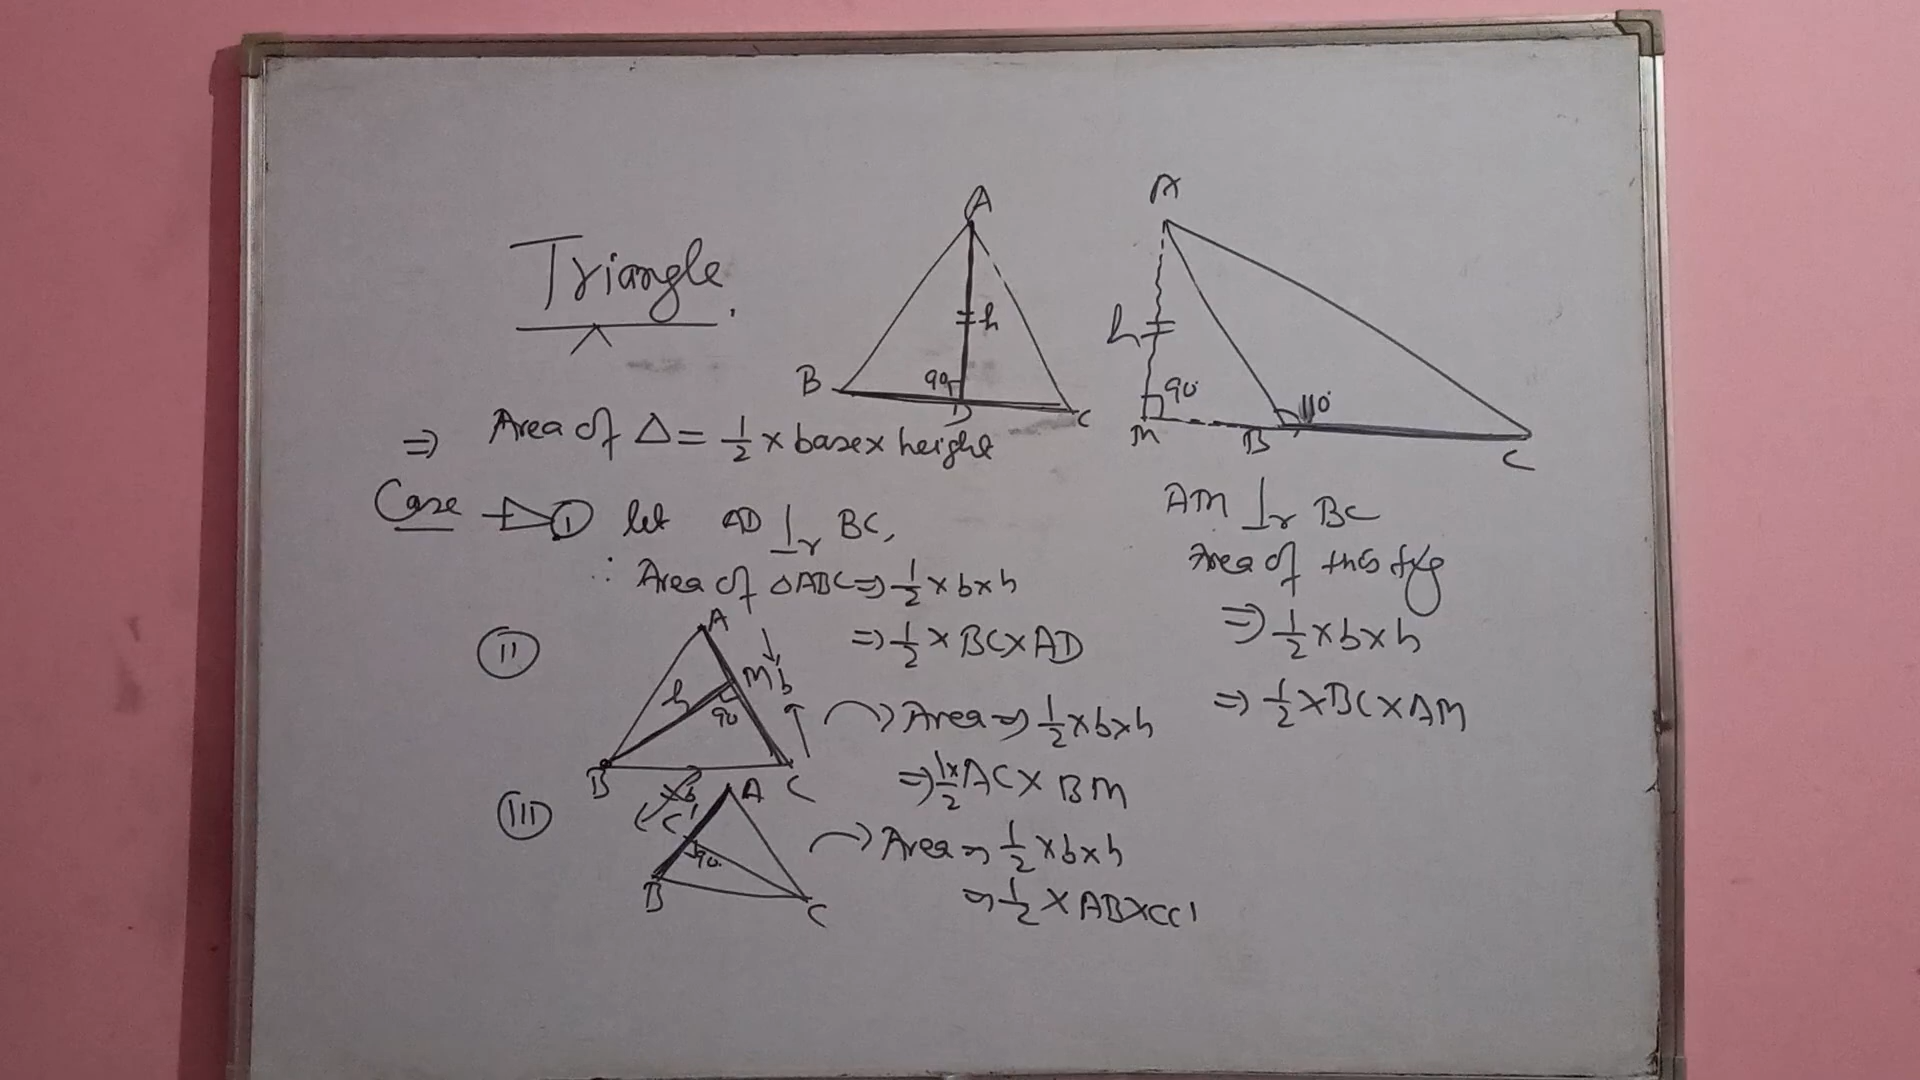 Triangle.
A
h
B
90
D
C
A
h
90°
M
B
110°
C
⇒ Area of △ = 1/2 × base × height
Case ① let AD ⊥r BC,
∴ Area of △ABC ⇒ 1/2 × b × h
⇒ 1/2 × BC × AD
AM ⊥r BC
Area of this fig
⇒ 1/2 × b × h
⇒ 1/2 × BC × AM
(II)
A
M b
h
90
B
C
→ Area ⇒ 1/2 × b × h
⇒ 1/2 × AC × BM
(III)
b
A
C'
90°
B
C
→ Area ⇒ 1/2 × b × h
⇒ 1/2 × AB × CC'